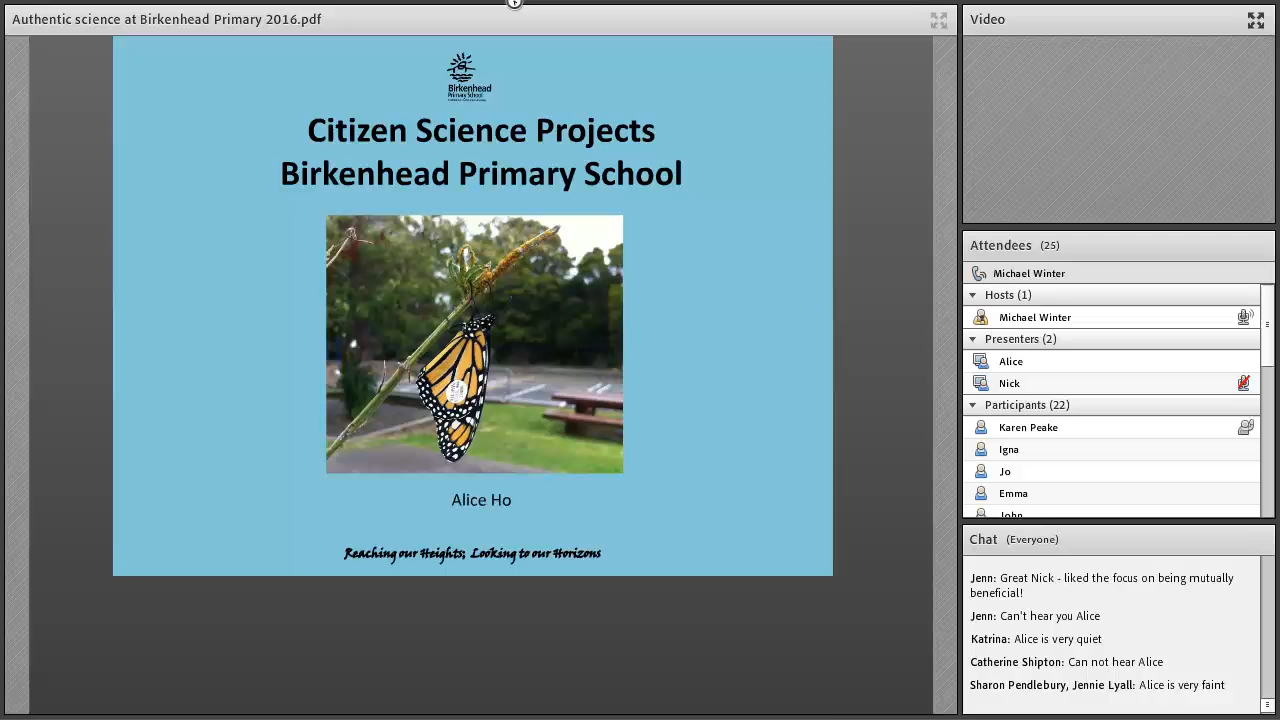 Authentic science at Birkenhead Primary 2016.pdf
Birkenhead
Primary School
Citizen Science Projects
Birkenhead Primary School
Alice Ho
Reaching our Heights; Looking to our Horizons
Video
Attendees (25)
Michael Winter
Hosts (1)
Michael Winter
Presenters (2)
Alice
Nick
Participants (22)
Karen Peake
Igna
Jo
Emma
John
Chat (Everyone)
Jenn: Great Nick - liked the focus on being mutually
beneficial!
Jenn: Can't hear you Alice
Katrina: Alice is very quiet
Catherine Shipton: Can not hear Alice
Sharon Pendlebury, Jennie Lyall: Alice is very faint